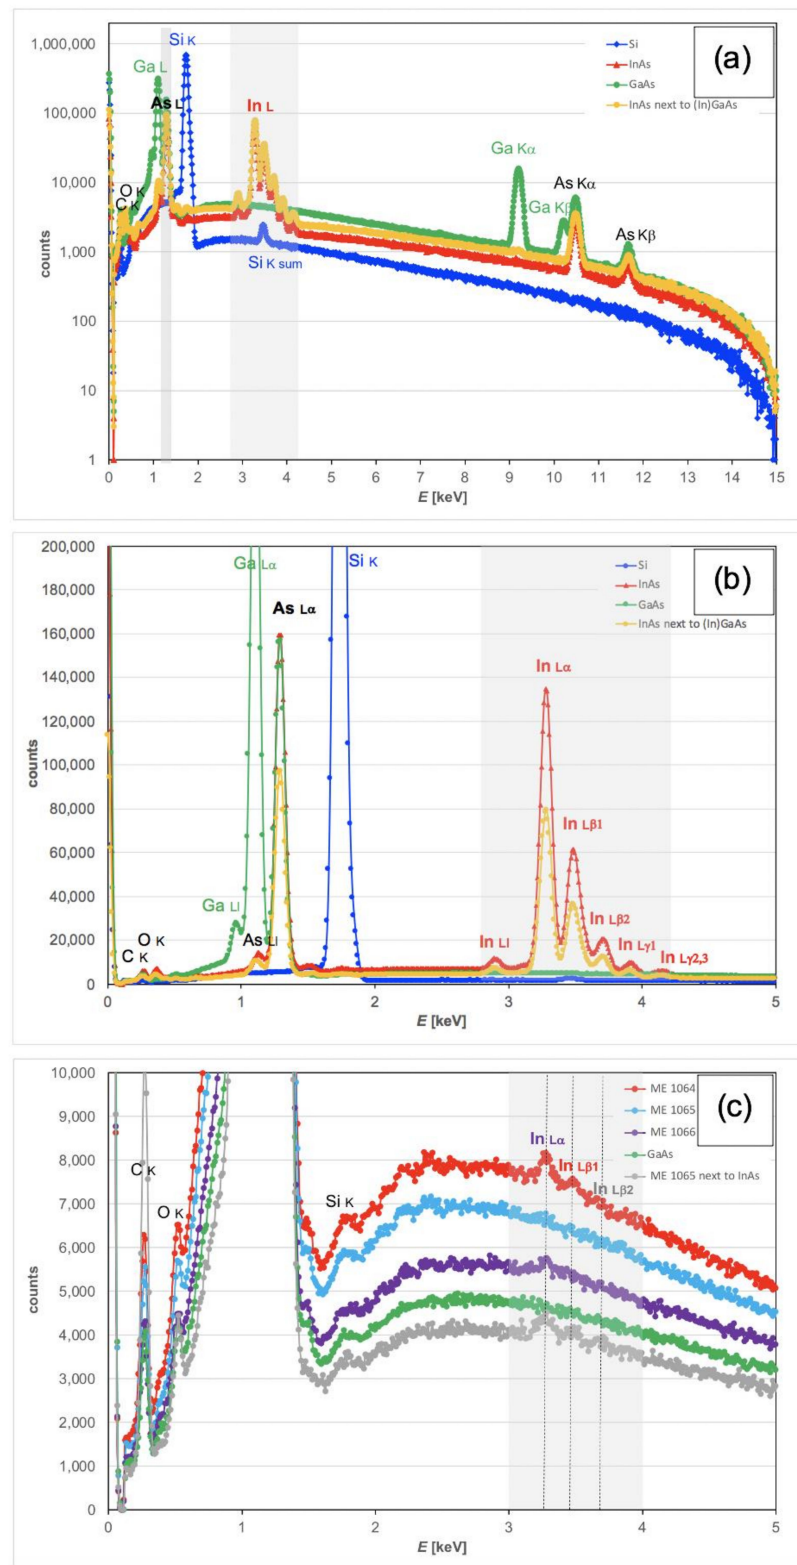 (a)
Si
InAs
GaAs
InAs next to (In)GaAs
1,000,000
100,000
10,000
1,000
100
10
1
counts
Si K
Ga L
As L
In L
O K
C K
Si K sum
Ga Kα
Ga Kβ
As Kα
As Kβ
0 1 2 3 4 5 6 7 8 9 10 11 12 13 14 15
E [keV]
(b)
Si
InAs
GaAs
InAs next to (In)GaAs
200,000
180,000
160,000
140,000
120,000
100,000
80,000
60,000
40,000
20,000
0
counts
Ga Lα
Si K
As Lα
In Lα
In Lβ1
In Lβ2
Ga Ll
As Ll
O K
C K
In Ll
In Lγ1
In Lγ2,3
0 1 2 3 4 5
E [keV]
(c)
ME 1064
ME 1065
ME 1066
GaAs
ME 1065 next to InAs
10,000
9,000
8,000
7,000
6,000
5,000
4,000
3,000
2,000
1,000
0
counts
C K
O K
Si K
In Lα
In Lβ1
In Lβ2
0 1 2 3 4 5
E [keV]